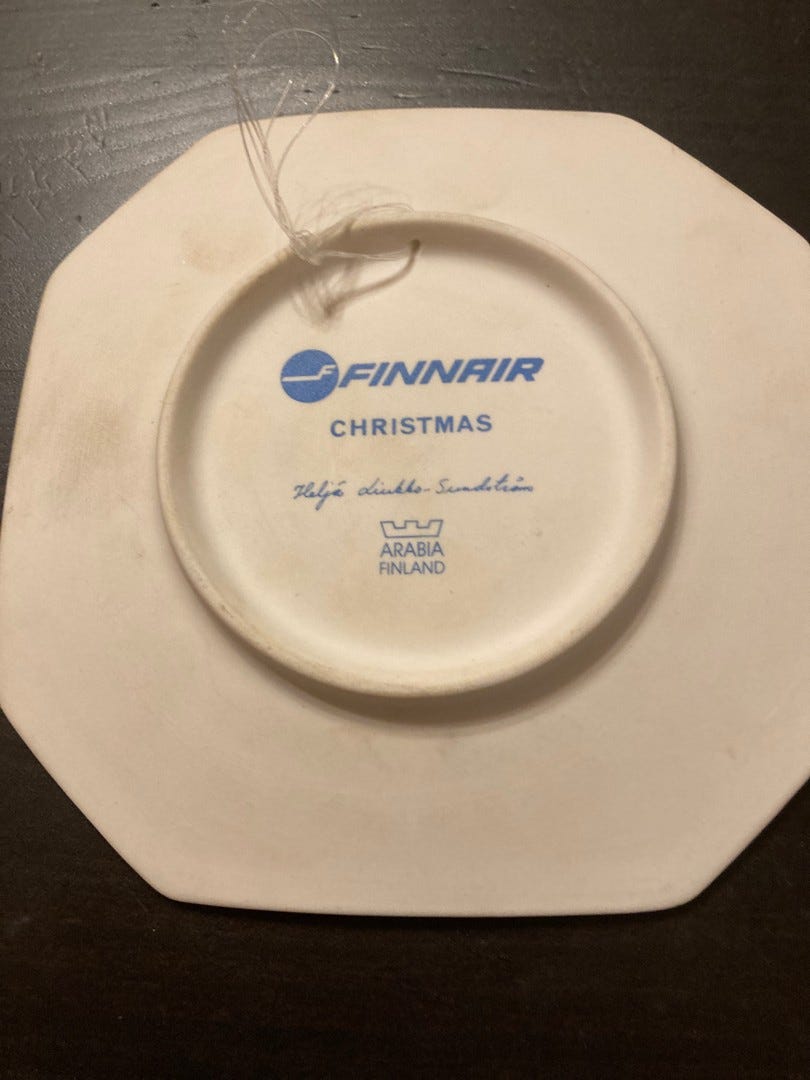 F FINNAIR
CHRISTMAS
Heljä Liukko-Sundström
ARABIA
FINLAND